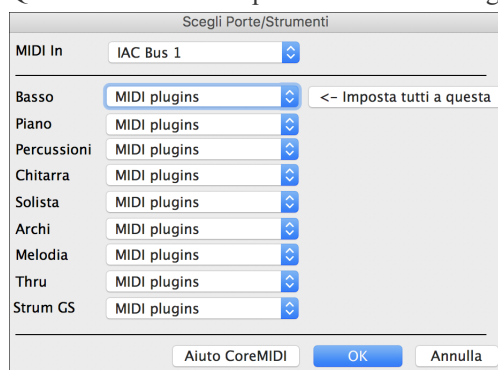 Scegli Porte/Strumenti
MIDI In IAC Bus 1
Basso MIDI plugins <- Imposta tutti a questa
Piano MIDI plugins
Percussioni MIDI plugins
Chitarra MIDI plugins
Solista MIDI plugins
Archi MIDI plugins
Melodia MIDI plugins
Thru MIDI plugins
Strum GS MIDI plugins
Aiuto CoreMIDI OK Annulla